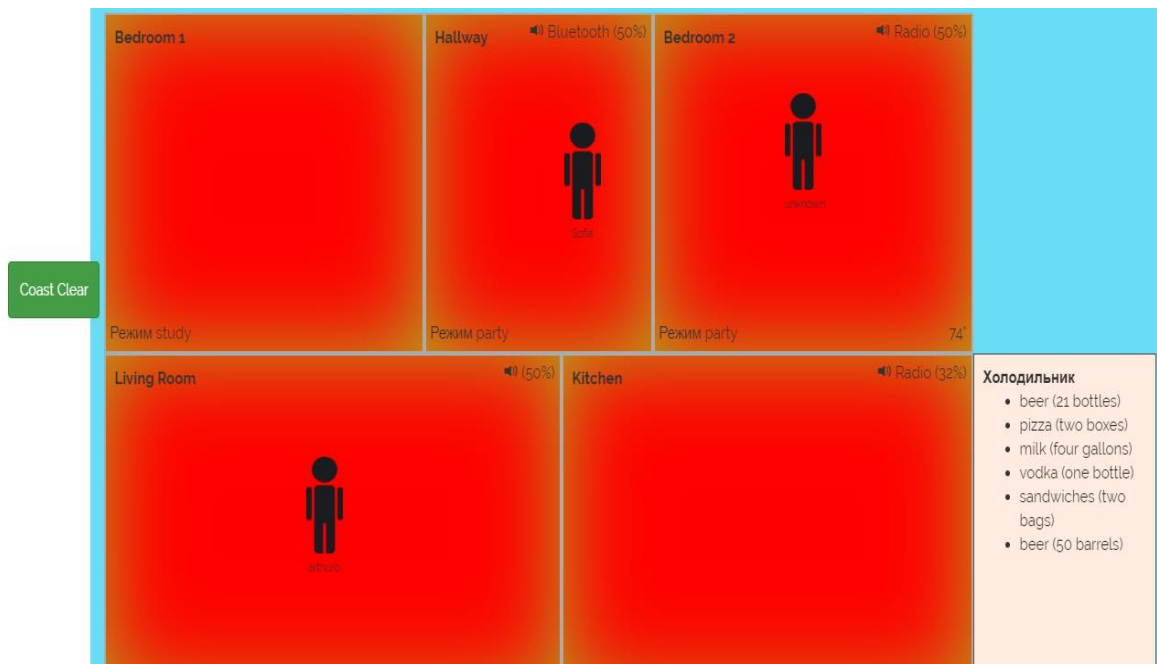 Bedroom 1
Hallway
Bluetooth (50%)
Bedroom 2
Radio (50%)
Sofia
unknown
Coast Clear
Режим study
Режим party
Режим party
74°
Living Room
(50%)
Kitchen
Radio (32%)
Холодильник
beer (21 bottles)
pizza (two boxes)
milk (four gallons)
vodka (one bottle)
sandwiches (two
bags)
beer (50 barrels)